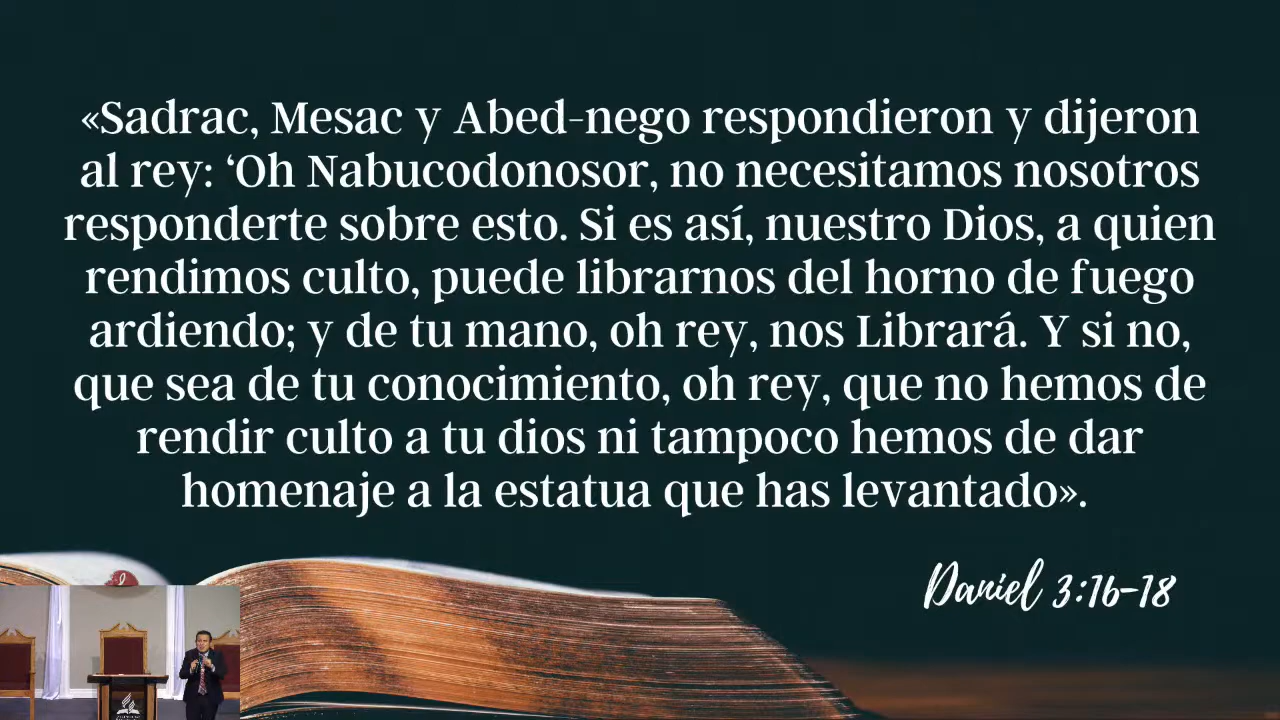 «Sadrac, Mesac y Abed-nego respondieron y dijeron
al rey: ‘Oh Nabucodonosor, no necesitamos nosotros
responderte sobre esto. Si es así, nuestro Dios, a quien
rendimos culto, puede librarnos del horno de fuego
ardiendo; y de tu mano, oh rey, nos Librará. Y si no,
que sea de tu conocimiento, oh rey, que no hemos de
rendir culto a tu dios ni tampoco hemos de dar
homenaje a la estatua que has levantado».
Daniel 3:16-18